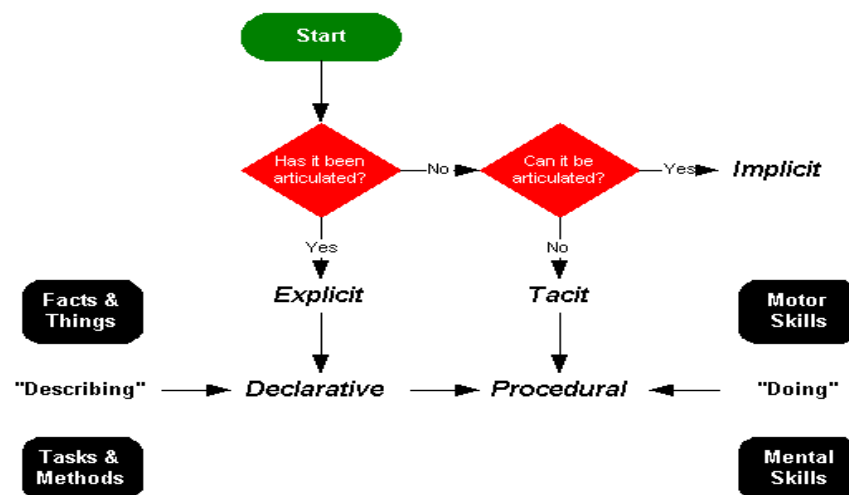 Start
Has it been
articulated?
No
Can it be
articulated?
Yes
Implicit
Yes
No
Facts &
Things
Explicit
Tacit
Motor
Skills
"Describing"
Declarative
Procedural
"Doing"
Tasks &
Methods
Mental
Skills